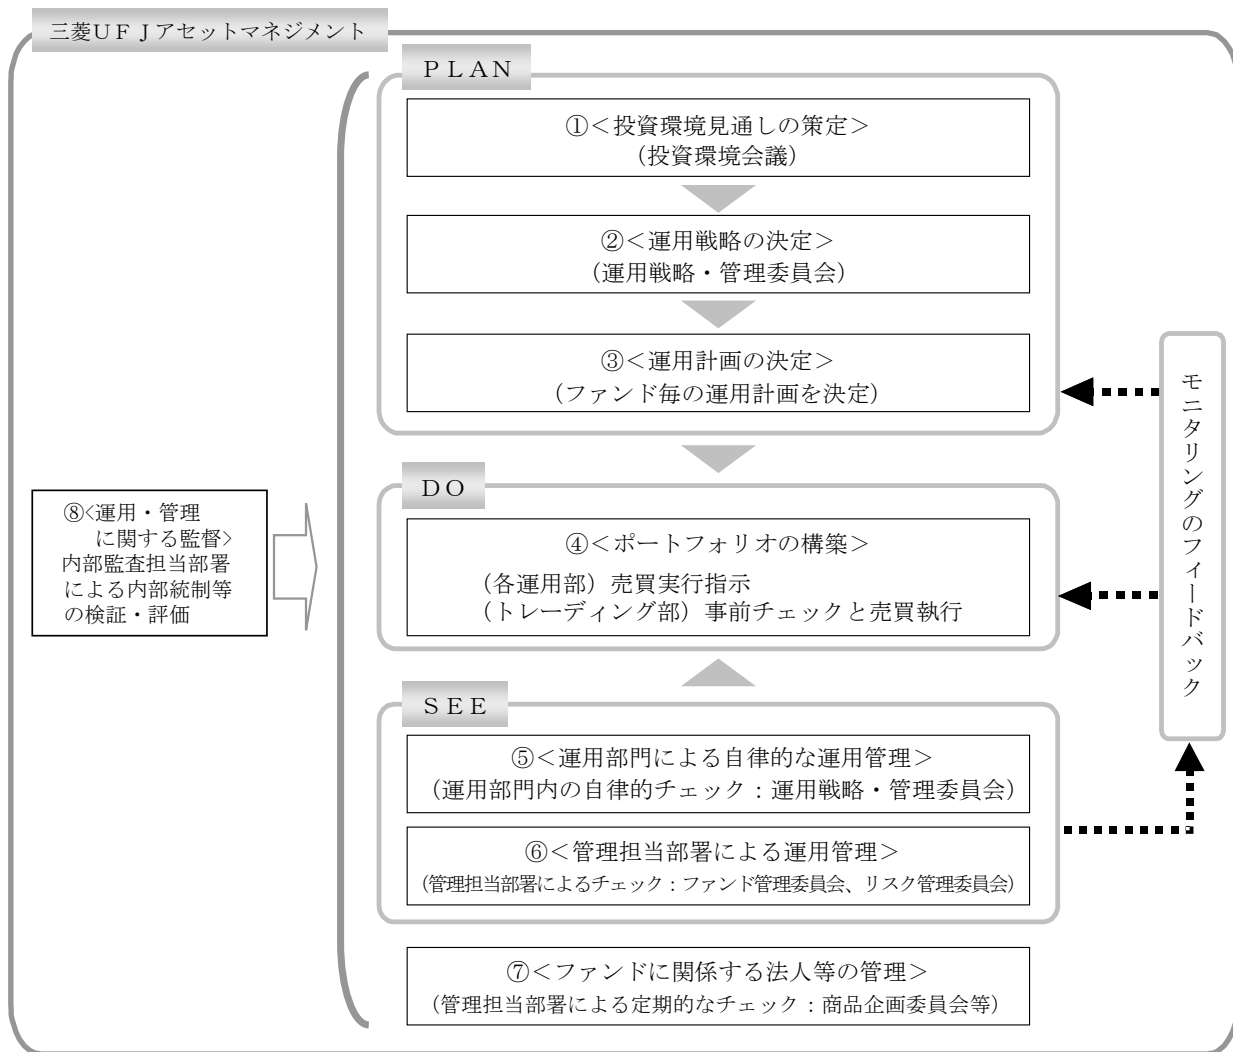 三菱ＵＦＪアセットマネジメント
ＰＬＡＮ
①＜投資環境見通しの策定＞
（投資環境会議）
②＜運用戦略の決定＞
（運用戦略・管理委員会）
③＜運用計画の決定＞
（ファンド毎の運用計画を決定）
ＤＯ
④＜ポートフォリオの構築＞
（各運用部）売買実行指示
（トレーディング部）事前チェックと売買執行
ＳＥＥ
⑤＜運用部門による自律的な運用管理＞
（運用部門内の自律的チェック：運用戦略・管理委員会）
⑥＜管理担当部署による運用管理＞
（管理担当部署によるチェック：ファンド管理委員会、リスク管理委員会）
⑦＜ファンドに関係する法人等の管理＞
（管理担当部署による定期的なチェック：商品企画委員会等）
⑧<運用・管理
に関する監督>
内部監査担当部署
による内部統制等
の検証・評価
モニタリングのフィードバック